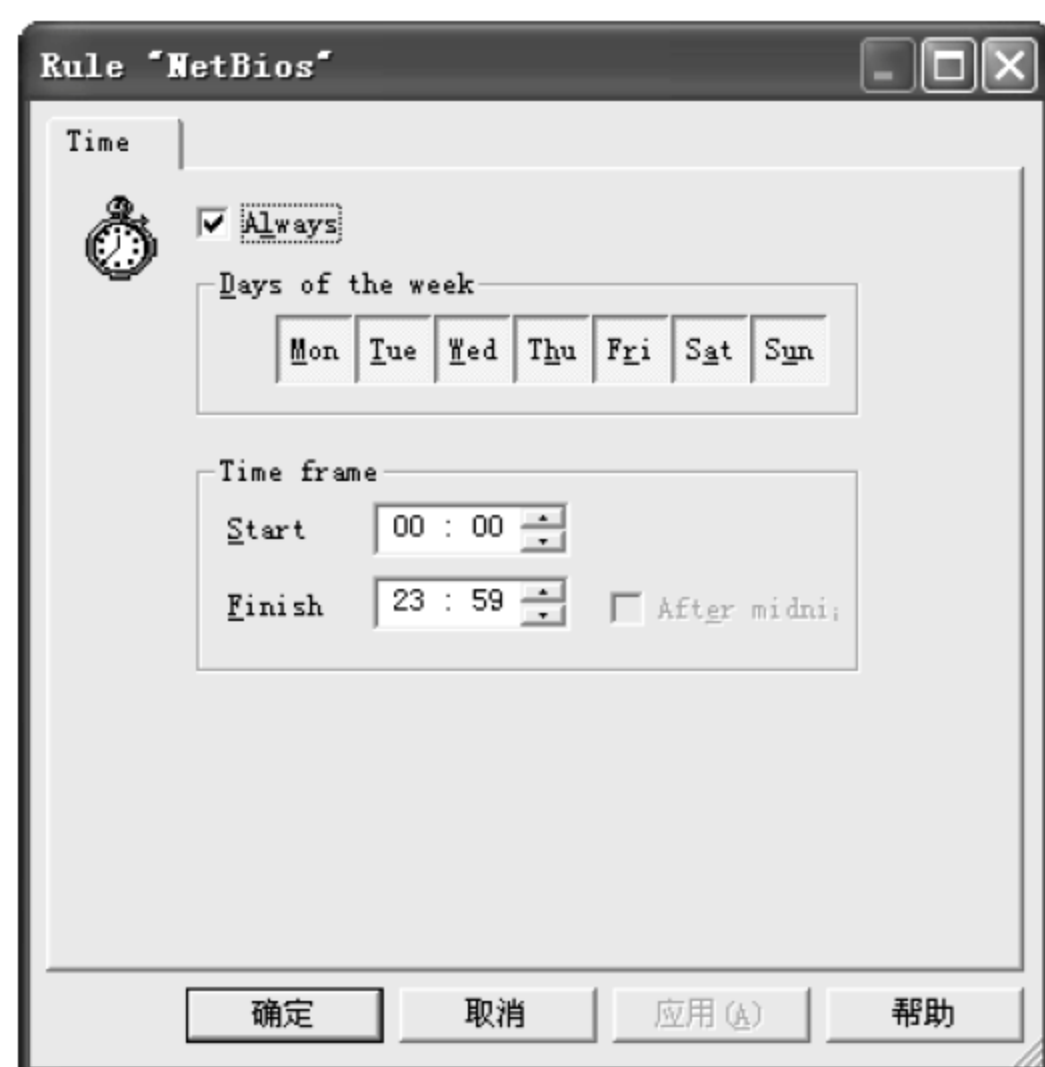 Rule "NetBios"
Time
Always
Days of the week
Mon Tue Wed Thu Fri Sat Sun
Time frame
Start 00 : 00
Finish 23 : 59 After midni
确定 取消 应用(A) 帮助